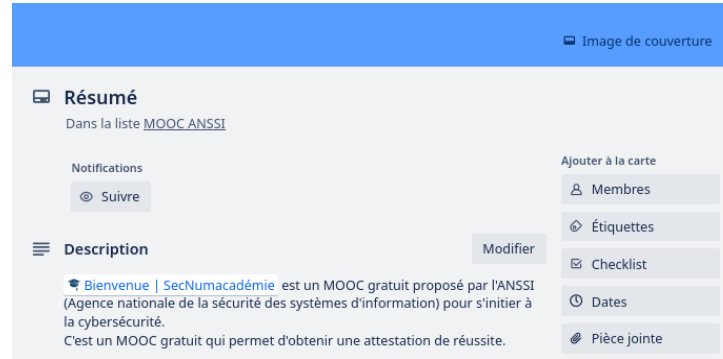 Image de couverture
Résumé
Dans la liste MOOC ANSSI
Notifications
Suivre
Description
Modifier
Bienvenue | SecNumacadémie est un MOOC gratuit proposé par l'ANSSI
(Agence nationale de la sécurité des systèmes d'information) pour s'initier à
la cybersécurité.
C'est un MOOC gratuit qui permet d'obtenir une attestation de réussite.
Ajouter à la carte
Membres
Étiquettes
Checklist
Dates
Pièce jointe